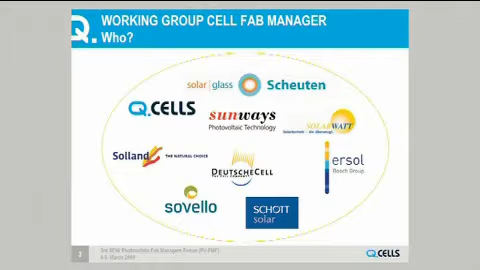 Q. WORKING GROUP CELL FAB MANAGER
Who?
solar glass Scheuten
Q.CELLS
sunways
Photovoltaic Technology
SOLARWATT
Solland THE NATURAL CHOICE
DEUTSCHECELL
ersol
Bosch Group
sovello
SCHOTT
solar
3 3rd SEMI Photovoltaic Fab Managers Forum (PV-FMF)
Q.CELLS